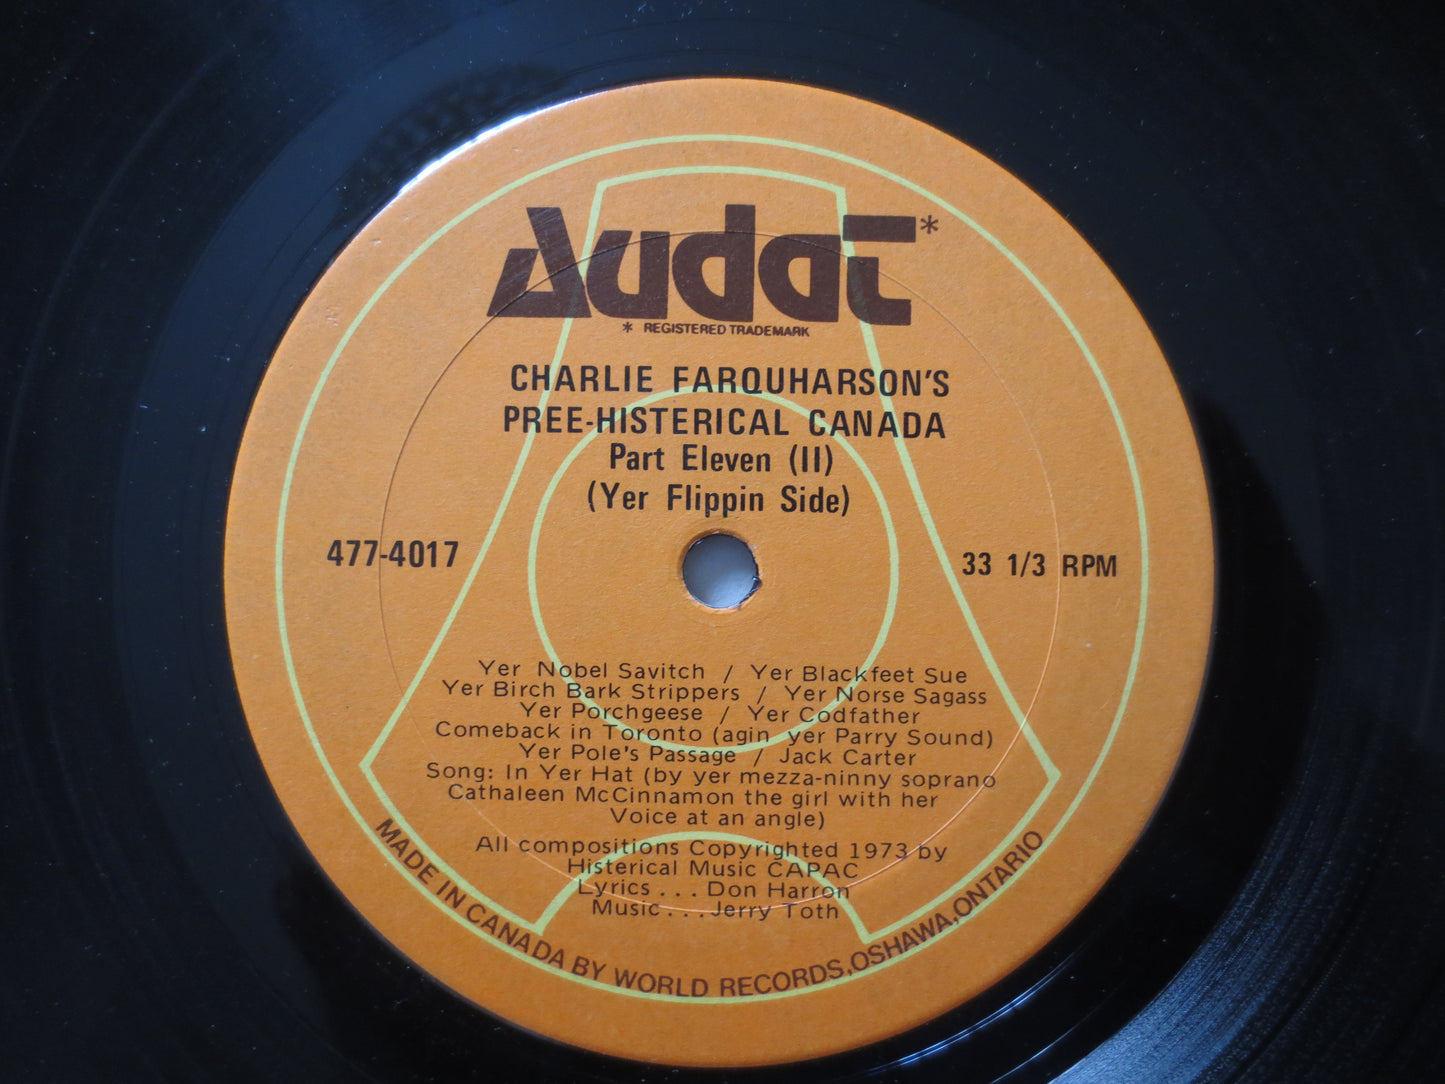 Audat*
* REGISTERED TRADEMARK
CHARLIE FARQUHARSON'S
PREE-HISTERICAL CANADA
Part Eleven (II)
(Yer Flippin Side)
477-4017
33 1/3 RPM
Yer Nobel Savitch / Yer Blackfeet Sue
Yer Birch Bark Strippers / Yer Norse Sagass
Yer Porchgeese / Yer Codfather
Comeback in Toronto (agin yer Parry Sound)
Yer Pole's Passage / Jack Carter
Song: In Yer Hat (by yer mezza-ninny soprano
Cathaleen McCinnamon the girl with her
Voice at an angle)
All compositions Copyrighted 1973 by
Histerical Music CAPAC
Lyrics . . . Don Harron
Music . . . Jerry Toth
MADE IN CANADA BY WORLD RECORDS, OSHAWA, ONTARIO